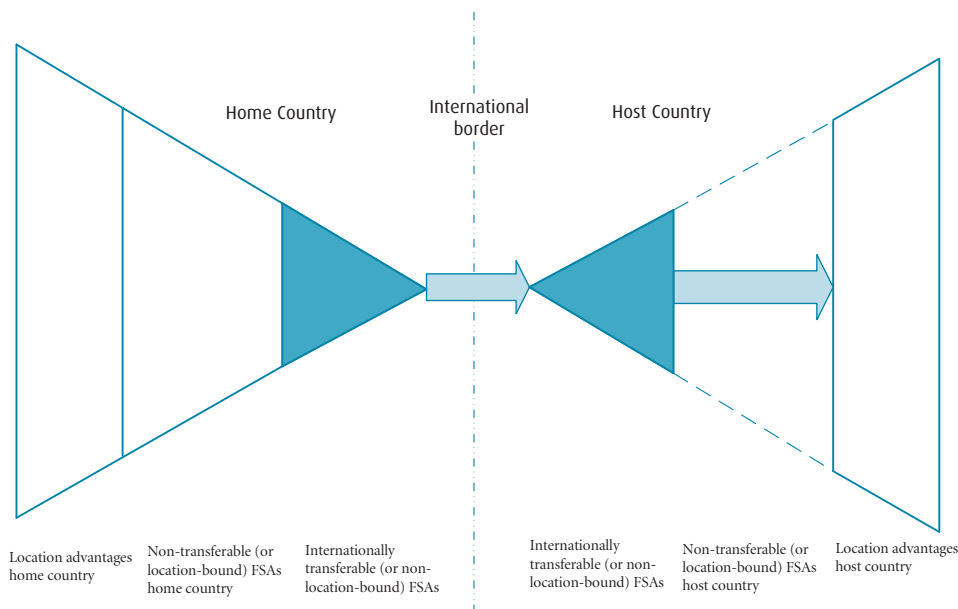 Home Country
International
border
Host Country
Location advantages
home country
Non-transferable (or
location-bound) FSAs
home country
Internationally
transferable (or non-
location-bound) FSAs
Internationally
transferable (or non-
location-bound) FSAs
Non-transferable (or
location-bound) FSAs
host country
Location advantages
host country